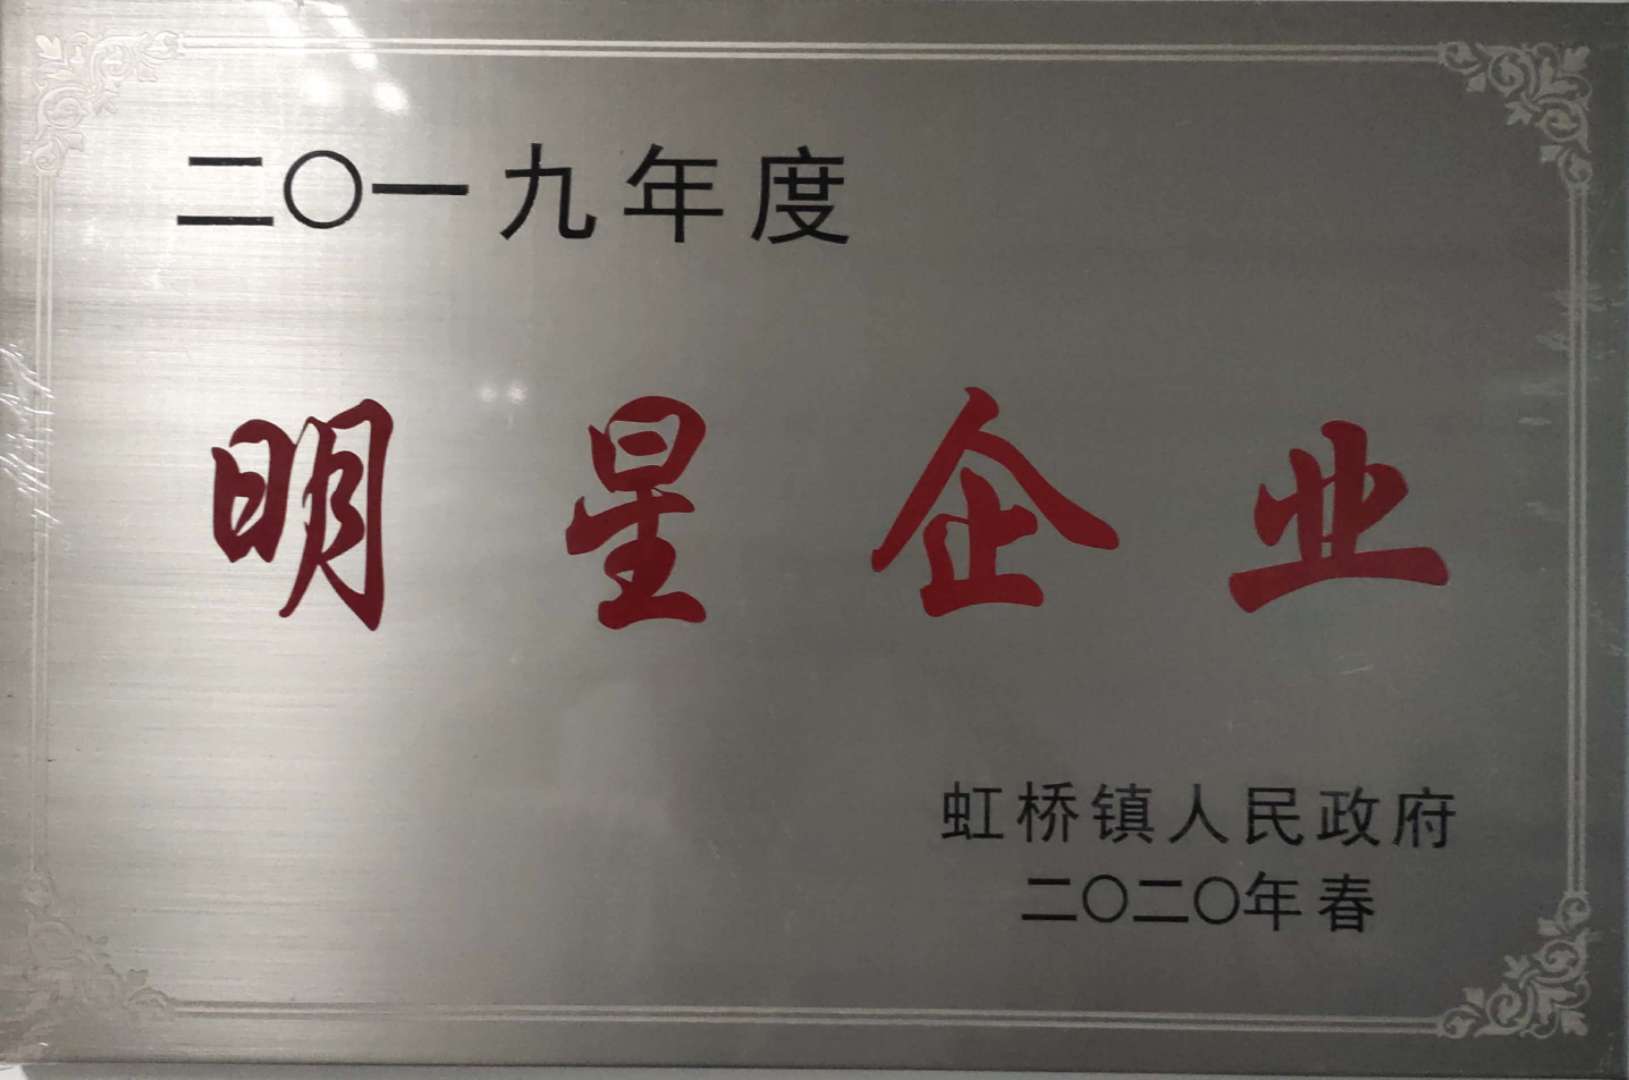 二〇一九年度
明星企业
虹桥镇人民政府
二〇二〇年春